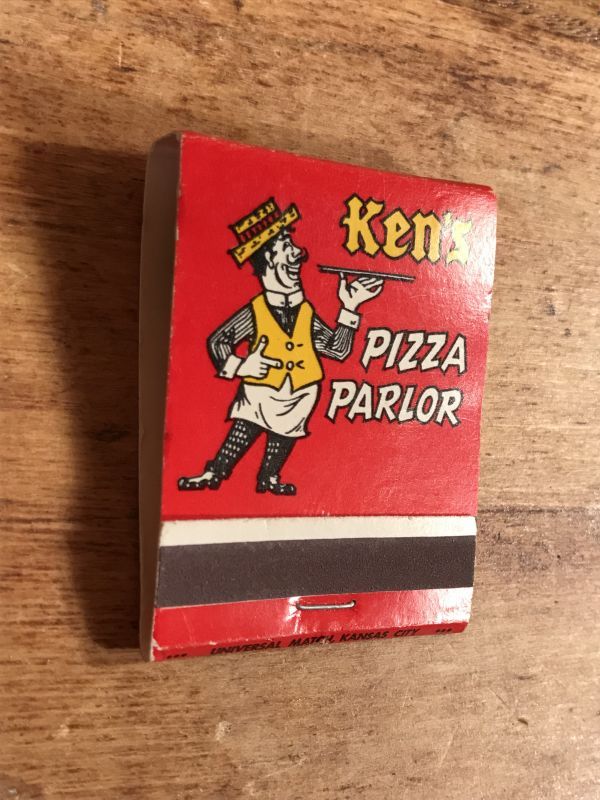 Ken's
PIZZA
PARLOR
••• UNIVERSAL MATCH, KANSAS CITY •••